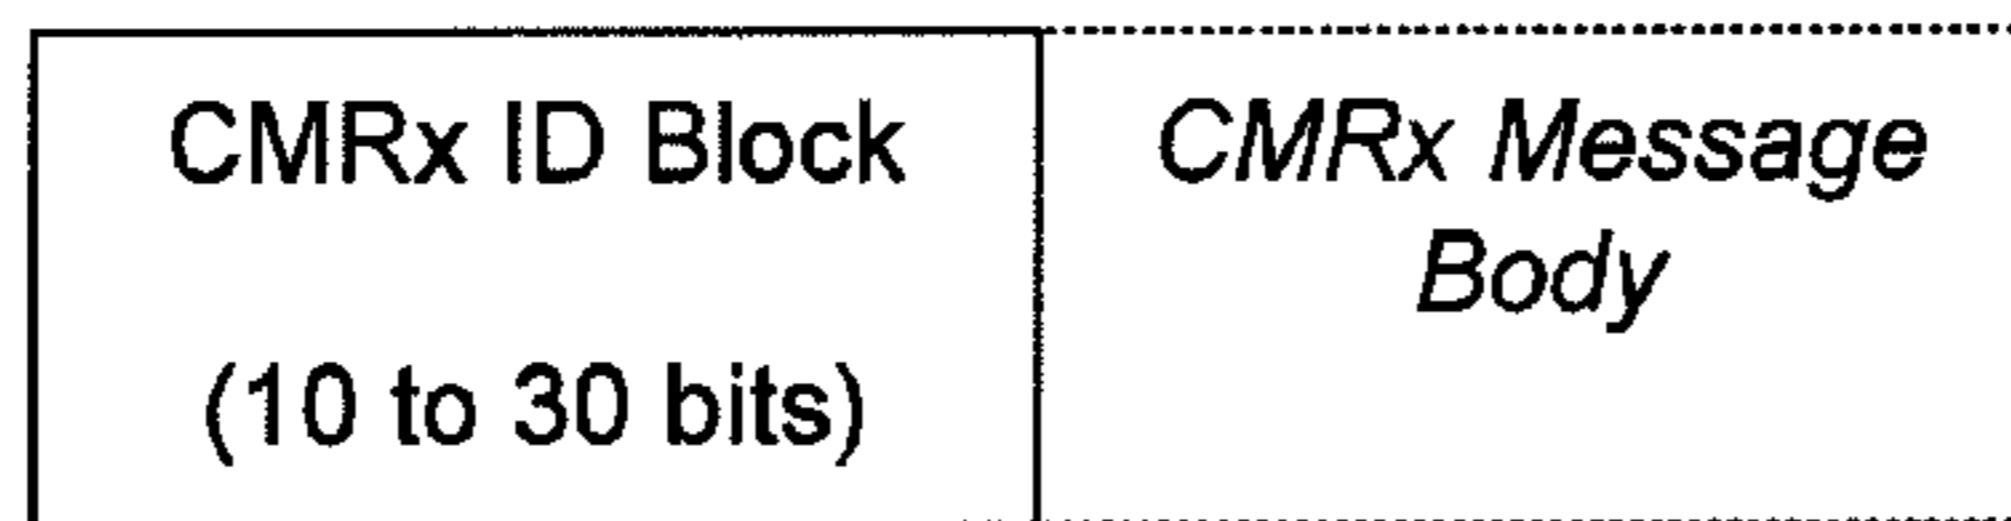 CMRx ID Block
(10 to 30 bits)
CMRx Message
Body